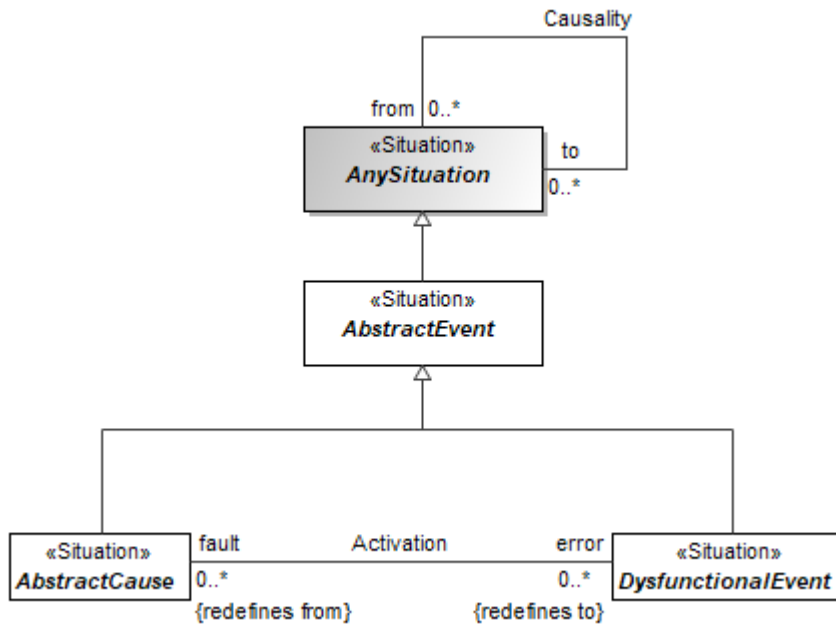 Causality
from 0..*
«Situation»
AnySituation
to
0..*
«Situation»
AbstractEvent
«Situation»
AbstractCause
fault
Activation
error
0..*
0..*
{redefines from}
{redefines to}
«Situation»
DysfunctionalEvent